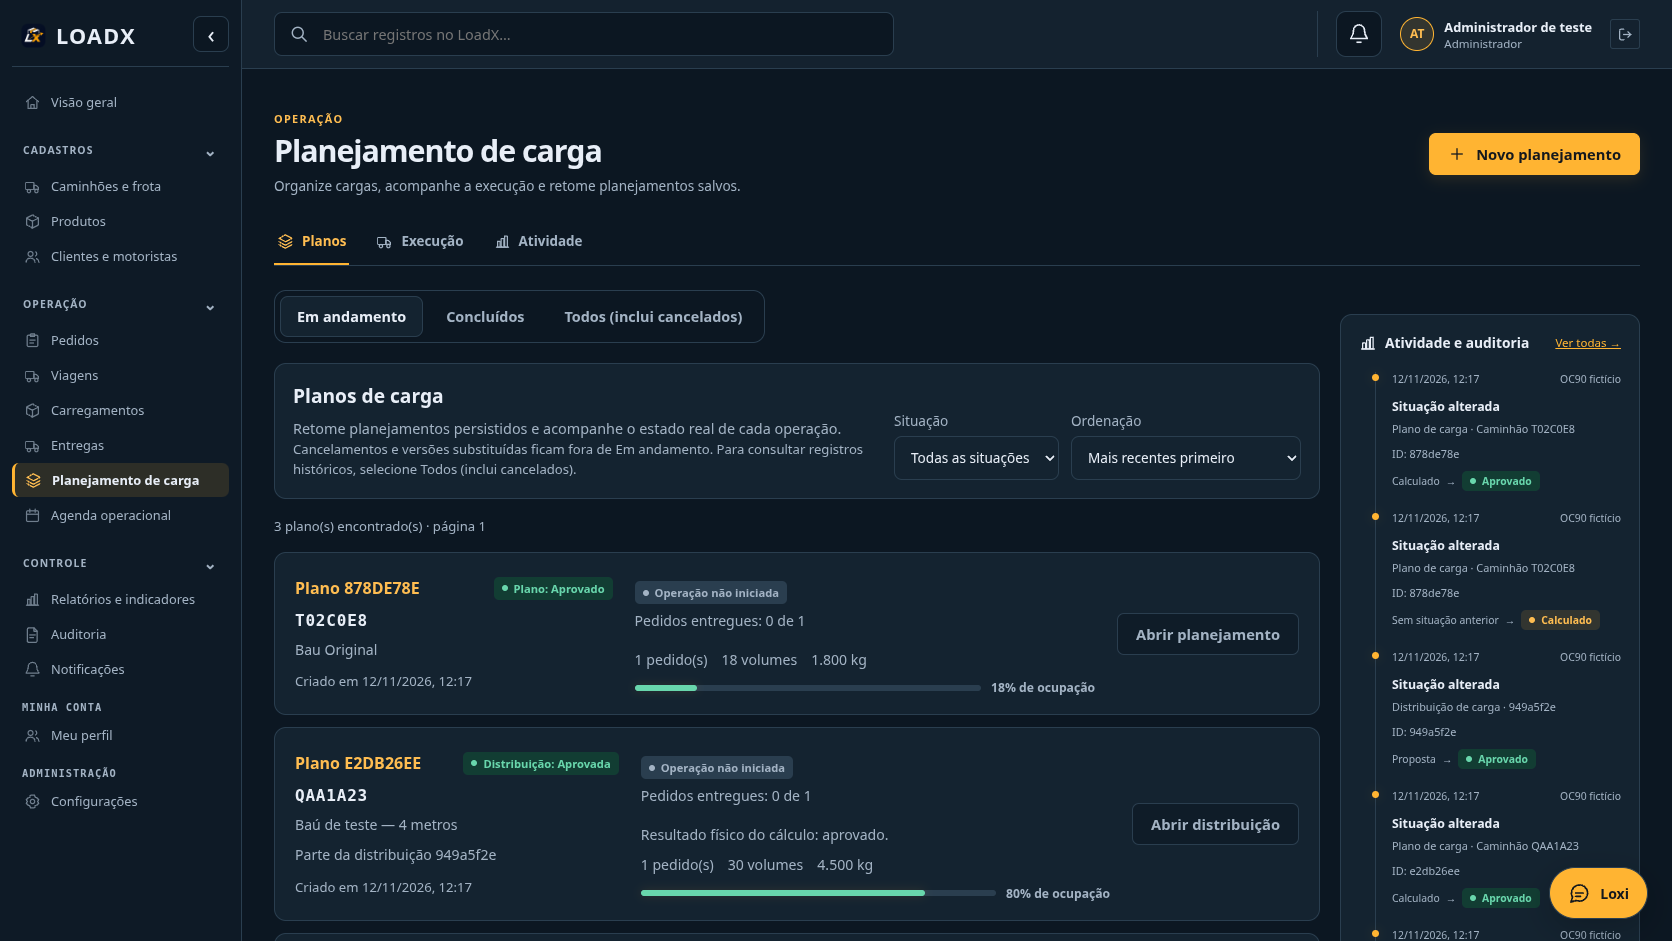 LOADX
Buscar registros no LoadX...
AT
Administrador de teste
Administrador
Visão geral
CADASTROS
Caminhões e frota
Produtos
Clientes e motoristas
OPERAÇÃO
Pedidos
Viagens
Carregamentos
Entregas
Planejamento de carga
Agenda operacional
CONTROLE
Relatórios e indicadores
Auditoria
Notificações
MINHA CONTA
Meu perfil
ADMINISTRAÇÃO
Configurações
OPERAÇÃO
Planejamento de carga
Organize cargas, acompanhe a execução e retome planejamentos salvos.
+ Novo planejamento
Planos
Execução
Atividade
Em andamento
Concluídos
Todos (inclui cancelados)
Planos de carga
Retome planejamentos persistidos e acompanhe o estado real de cada operação.
Cancelamentos e versões substituídas ficam fora de Em andamento. Para consultar registros
históricos, selecione Todos (inclui cancelados).
Situação
Todas as situações
Ordenação
Mais recentes primeiro
3 plano(s) encontrado(s) · página 1
Plano 878DE78E
Plano: Aprovado
T02C0E8
Bau Original
Criado em 12/11/2026, 12:17
Operação não iniciada
Pedidos entregues: 0 de 1
1 pedido(s) 18 volumes 1.800 kg
18% de ocupação
Abrir planejamento
Plano E2DB26EE
Distribuição: Aprovada
QAA1A23
Baú de teste — 4 metros
Parte da distribuição 949a5f2e
Criado em 12/11/2026, 12:17
Operação não iniciada
Pedidos entregues: 0 de 1
Resultado físico do cálculo: aprovado.
1 pedido(s) 30 volumes 4.500 kg
80% de ocupação
Abrir distribuição
Atividade e auditoria
Ver todas →
12/11/2026, 12:17 OC90 fictício
Situação alterada
Plano de carga · Caminhão T02C0E8
ID: 878de78e
Calculado → Aprovado
12/11/2026, 12:17 OC90 fictício
Situação alterada
Plano de carga · Caminhão T02C0E8
ID: 878de78e
Sem situação anterior → Calculado
12/11/2026, 12:17 OC90 fictício
Situação alterada
Distribuição de carga · 949a5f2e
ID: 949a5f2e
Proposta → Aprovado
12/11/2026, 12:17 OC90 fictício
Situação alterada
Plano de carga · Caminhão QAA1A23
ID: e2db26ee
Calculado → Aprovado
12/11/2026, 12:17 OC90 fictício
Loxi